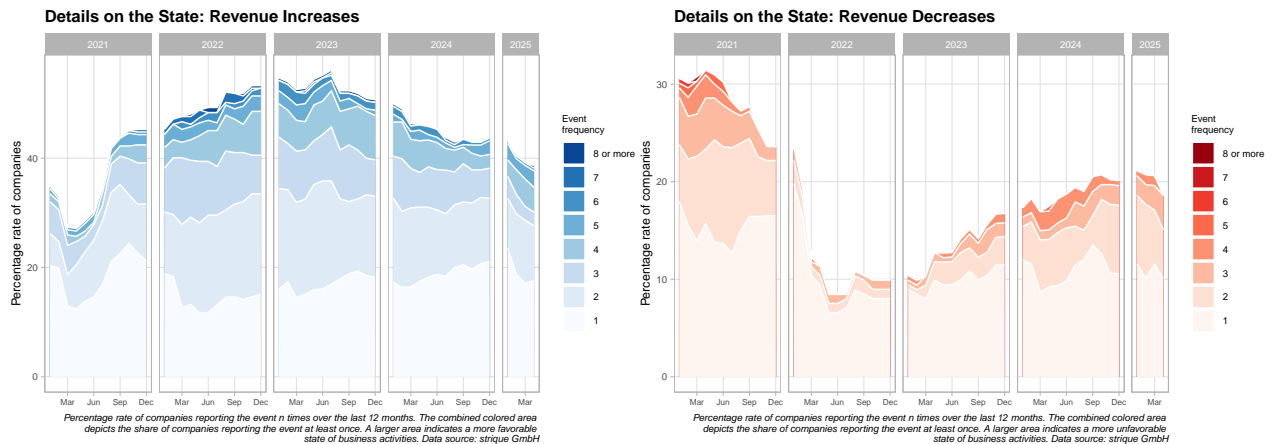 Details on the State: Revenue Increases
2021
2022
2023
2024
2025
Percentage rate of companies
40
20
0
Mar
Jun
Sep
Dec
Mar
Jun
Sep
Dec
Mar
Jun
Sep
Dec
Mar
Jun
Sep
Dec
Mar
Event
frequency
8 or more
7
6
5
4
3
2
1
Percentage rate of companies reporting the event n times over the last 12 months. The combined colored area
depicts the share of companies reporting the event at least once. A larger area indicates a more favorable
state of business activities. Data source: strique GmbH
Details on the State: Revenue Decreases
2021
2022
2023
2024
2025
Percentage rate of companies
30
20
10
0
Mar
Jun
Sep
Dec
Mar
Jun
Sep
Dec
Mar
Jun
Sep
Dec
Mar
Jun
Sep
Dec
Mar
Event
frequency
8 or more
7
6
5
4
3
2
1
Percentage rate of companies reporting the event n times over the last 12 months. The combined colored area
depicts the share of companies reporting the event at least once. A larger area indicates a more unfavorable
state of business activities. Data source: strique GmbH